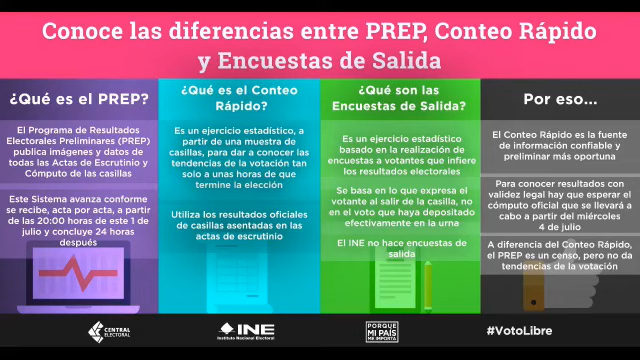 Conoce las diferencias entre PREP, Conteo Rápido
y Encuestas de Salida
¿Qué es el PREP?
El Programa de Resultados
Electorales Preliminares (PREP)
publica imágenes y datos de
todas las Actas de Escrutinio y
Cómputo de las casillas
Este Sistema avanza conforme
se recibe, acta por acta, a partir
de las 20:00 horas de este 1 de
julio y concluye 24 horas
después
¿Qué es el Conteo
Rápido?
Es un ejercicio estadístico, a
partir de una muestra de
casillas, para dar a conocer las
tendencias de la votación tan
solo a unas horas de que
termine la elección
Utiliza los resultados oficiales
de casillas asentadas en las
actas de escrutinio
¿Qué son las
Encuestas de Salida?
Es un ejercicio estadístico
basado en la realización de
encuestas a votantes que infiere
los resultados electorales
Se basa en lo que expresa el
votante al salir de la casilla, no
en el voto que haya depositado
efectivamente en la urna
El INE no hace encuestas de
salida
Por eso...
El Conteo Rápido es la fuente
de información confiable y
preliminar más oportuna
Para conocer resultados con
validez legal hay que esperar el
cómputo oficial que se llevará a
cabo a partir del miércoles
4 de julio
A diferencia del Conteo Rápido,
el PREP es un censo, pero no da
tendencias de la votación
CENTRAL
ELECTORAL
INE
Instituto Nacional Electoral
PORQUE
MI PAÍS
ME IMPORTA
#VotoLibre